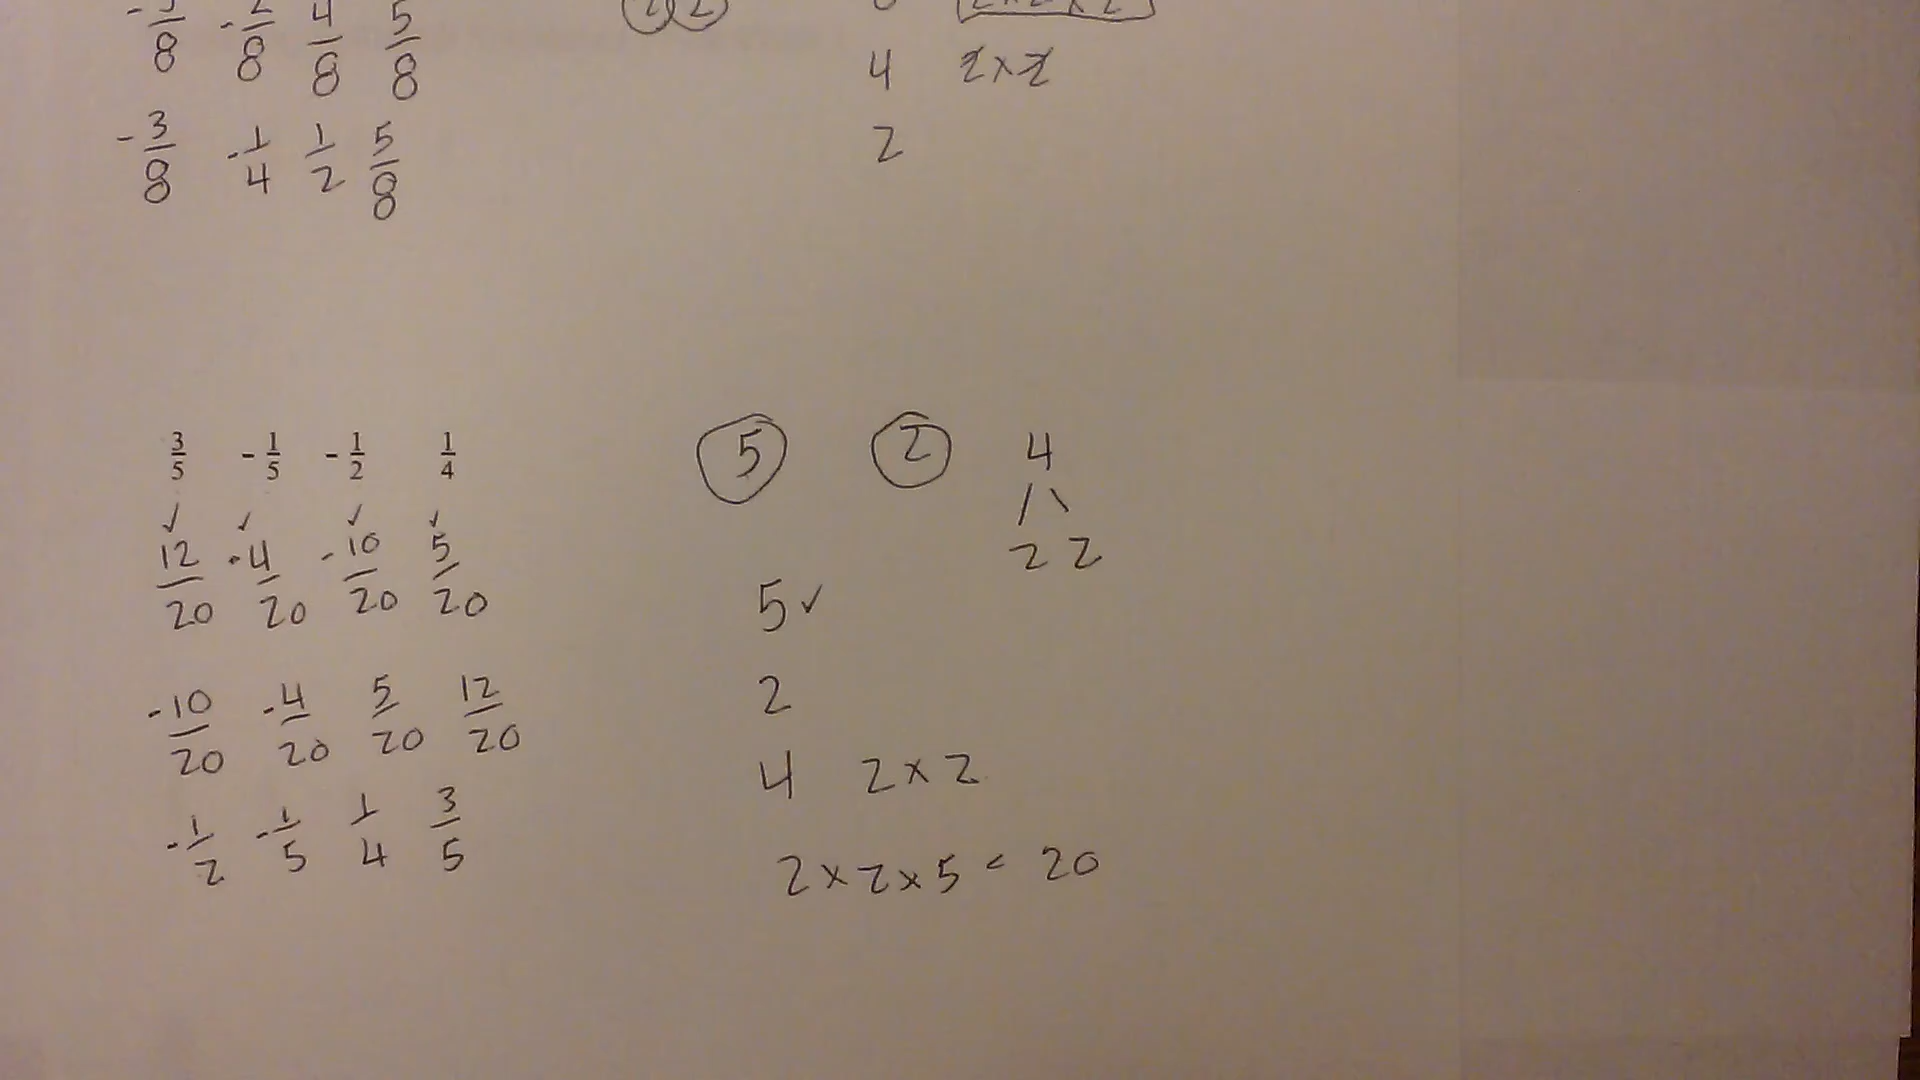 8 8 4/8 5/8
4 2×2
-3/8 -1/4 1/2 5/8
2
3/5 -1/5 -1/2 1/4
5 2 4
✓ ✓ ✓ ✓
2 2
12/20 -4/20 -10/20 5/20
5✓
-10/20 -4/20 5/20 12/20
2
4 2×2
-1/2 -1/5 1/4 3/5
2×2×5 = 20